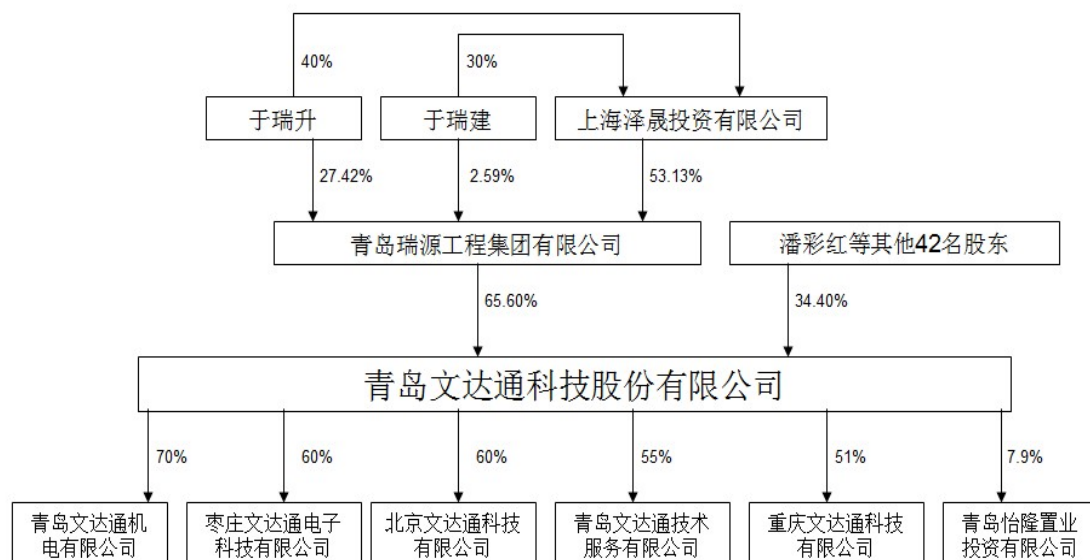 40%
30%
于瑞升
于瑞建
上海泽晟投资有限公司
27.42%
2.59%
53.13%
青岛瑞源工程集团有限公司
潘彩红等其他42名股东
65.60%
34.40%
青岛文达通科技股份有限公司
70%
60%
60%
55%
51%
7.9%
青岛文达通机
电有限公司
枣庄文达通电子
科技有限公司
北京文达通科技
有限公司
青岛文达通技术
服务有限公司
重庆文达通科技
有限公司
青岛怡隆置业
投资有限公司